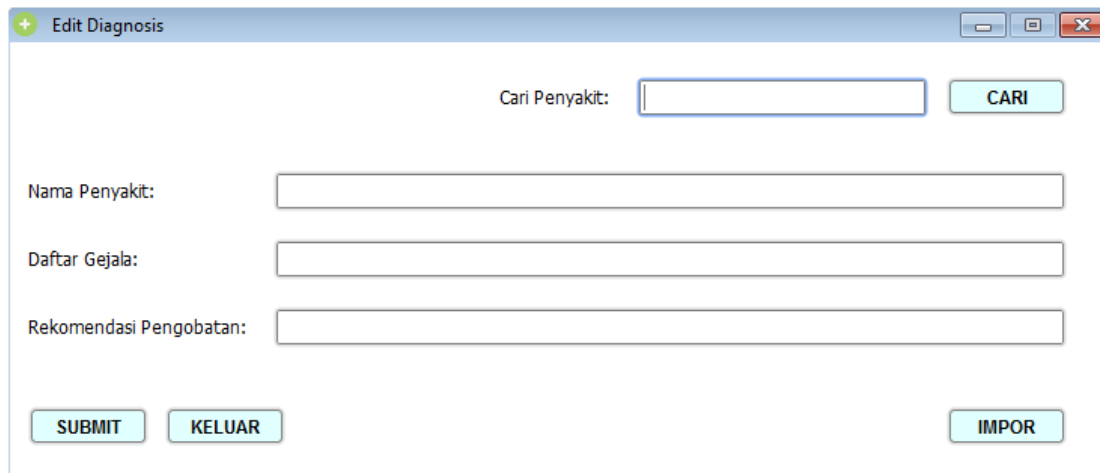 Edit Diagnosis
Cari Penyakit: CARI
Nama Penyakit:
Daftar Gejala:
Rekomendasi Pengobatan:
SUBMIT KELUAR IMPOR